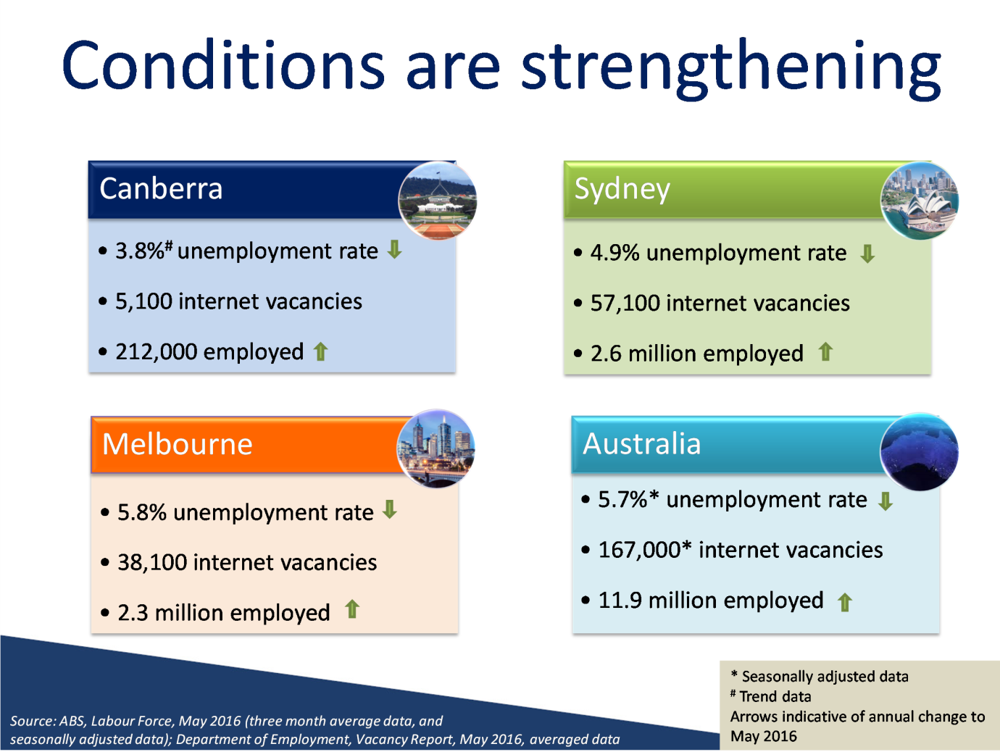 Conditions are strengthening
Canberra
• 3.8%# unemployment rate
• 5,100 internet vacancies
• 212,000 employed
Sydney
• 4.9% unemployment rate
• 57,100 internet vacancies
• 2.6 million employed
Melbourne
• 5.8% unemployment rate
• 38,100 internet vacancies
• 2.3 million employed
Australia
• 5.7%* unemployment rate
• 167,000* internet vacancies
• 11.9 million employed
* Seasonally adjusted data
# Trend data
Arrows indicative of annual change to
May 2016
Source: ABS, Labour Force, May 2016 (three month average data, and
seasonally adjusted data); Department of Employment, Vacancy Report, May 2016, averaged data